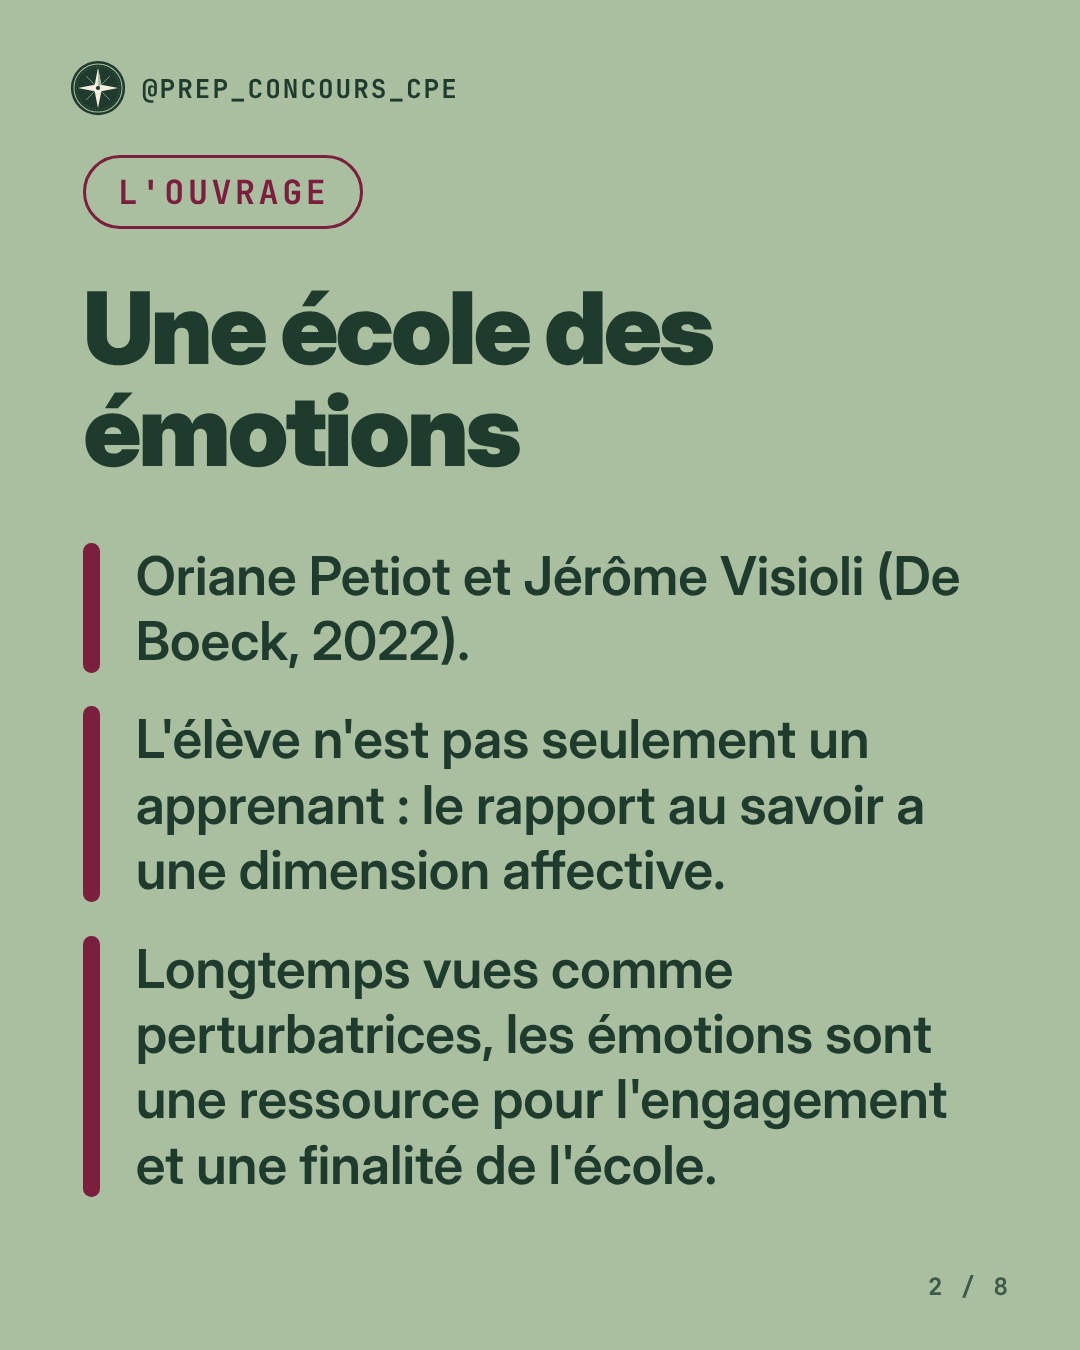 @PREP_CONCOURS_CPE
L'OUVRAGE
Une école des
émotions
Oriane Petiot et Jérôme Visioli (De
Boeck, 2022).
L'élève n'est pas seulement un
apprenant : le rapport au savoir a
une dimension affective.
Longtemps vues comme
perturbatrices, les émotions sont
une ressource pour l'engagement
et une finalité de l'école.
2 / 8